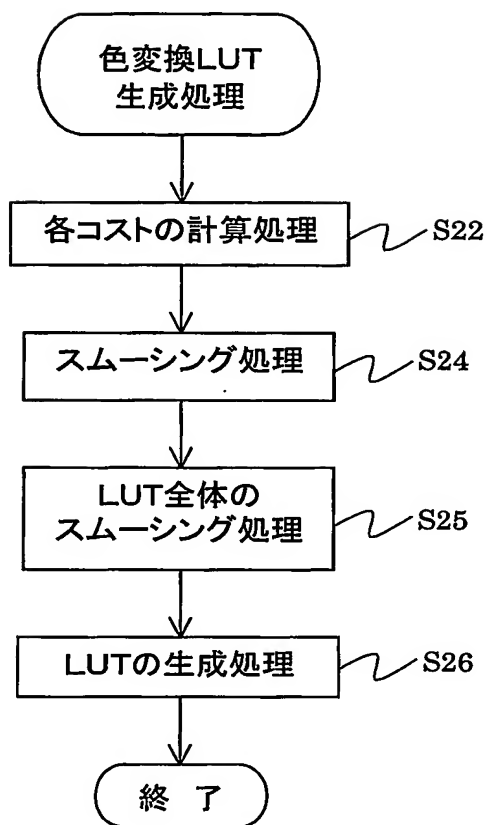 色変換LUT
生成処理
各コストの計算処理
S22
スムーシング処理
S24
LUT全体の
スムーシング処理
S25
LUTの生成処理
S26
終 了